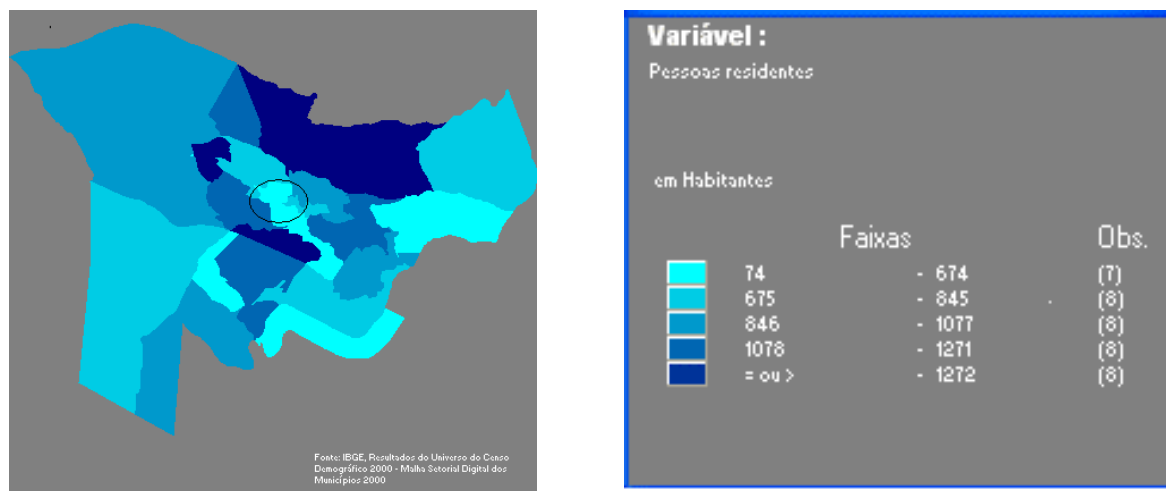 Fonte: IBGE, Resultados do Universo do Censo
Demográfico 2000 - Malha Setorial Digital dos
Municípios 2000
Variável :
Pessoas residentes
em Habitantes
Faixas Obs.
74 - 674 (7)
675 - 845 (8)
846 - 1077 (8)
1078 - 1271 (8)
= ou > - 1272 (8)